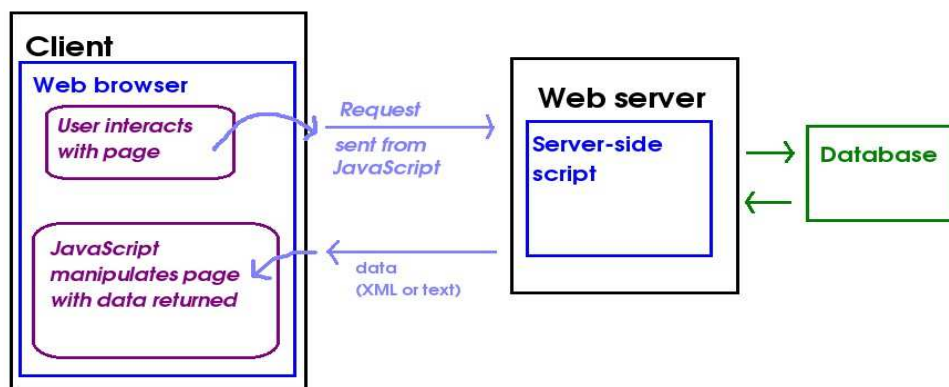 Client
Web browser
User interacts
with page
Request
sent from
JavaScript
Web server
Server-side
script
Database
JavaScript
manipulates page
with data returned
data
(XML or text)